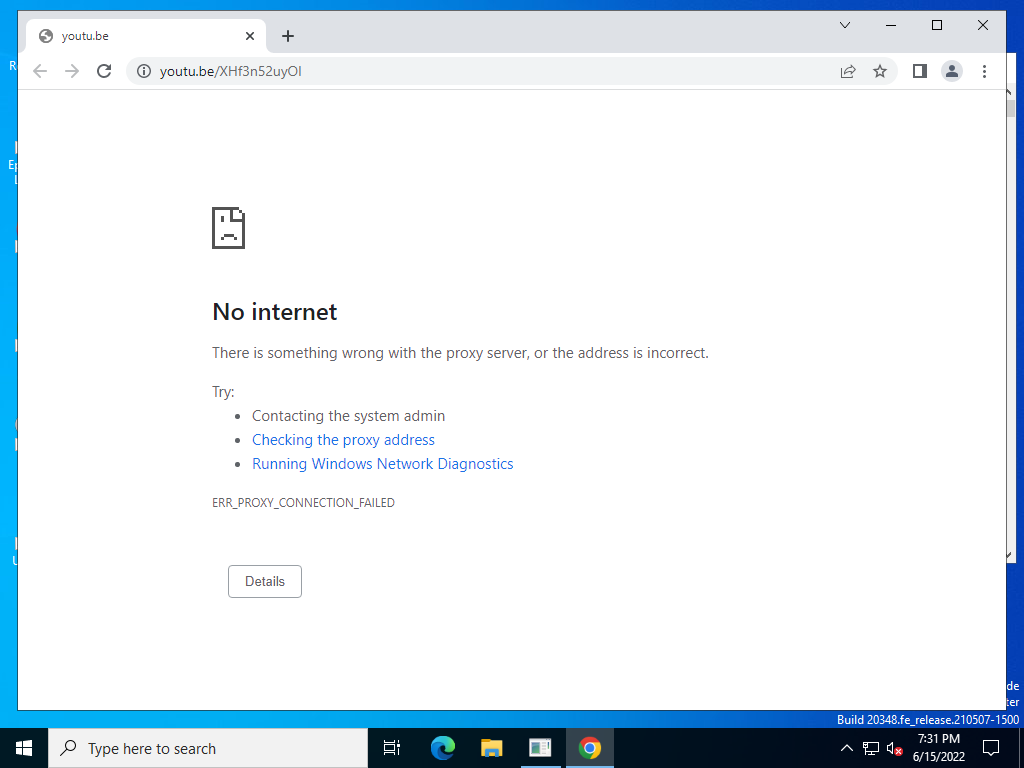 youtu.be
youtu.be/XHf3n52uyOI
No internet
There is something wrong with the proxy server, or the address is incorrect.
Try:
Contacting the system admin
Checking the proxy address
Running Windows Network Diagnostics
ERR_PROXY_CONNECTION_FAILED
Details
Build 20348.fe_release.210507-1500
Type here to search
7:31 PM
6/15/2022